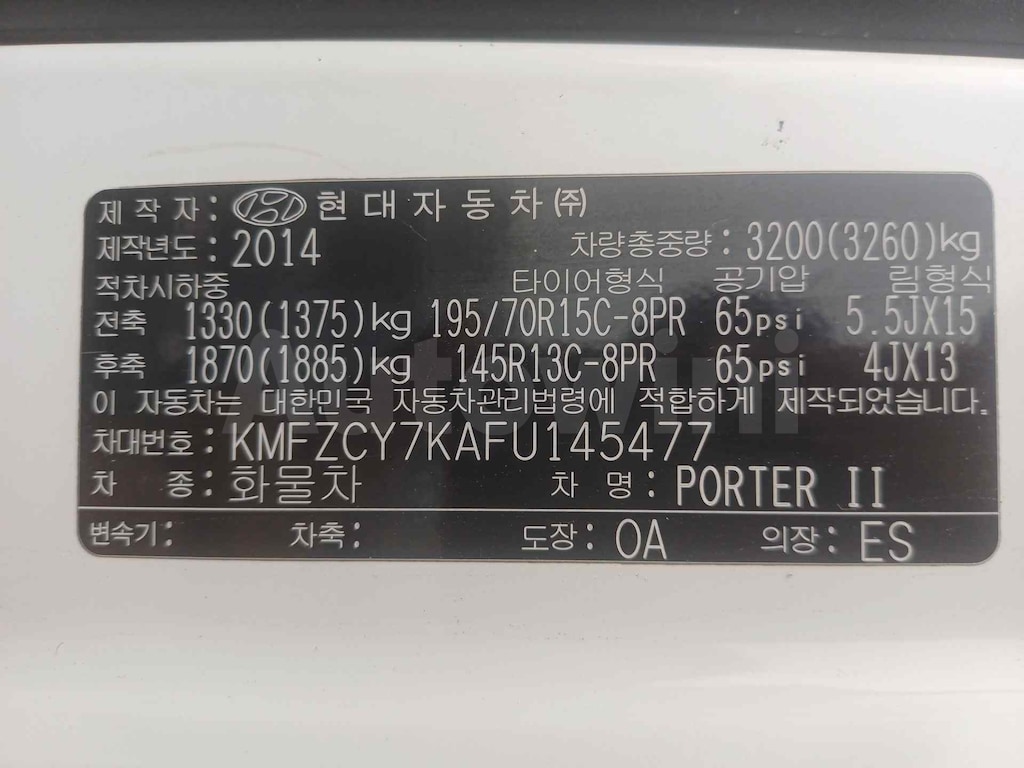 제 작 자 : 현 대 자 동 차 ㈜
제작년도 : 2014 차량총중량 : 3200(3260)kg
적차시하중 타이어형식 공기압 림형식
전축 1330(1375)kg 195/70R15C-8PR 65psi 5.5JX15
후축 1870(1885)kg 145R13C-8PR 65psi 4JX13
이 자동차는 대한민국 자동차관리법령에 적합하게 제작되었습니다.
차대번호 : KMFZCY7KAFU145477
차 종 : 화물차 차 명 : PORTER II
변속기 : 차축 : 도장 : OA 의장 : ES
Autowini